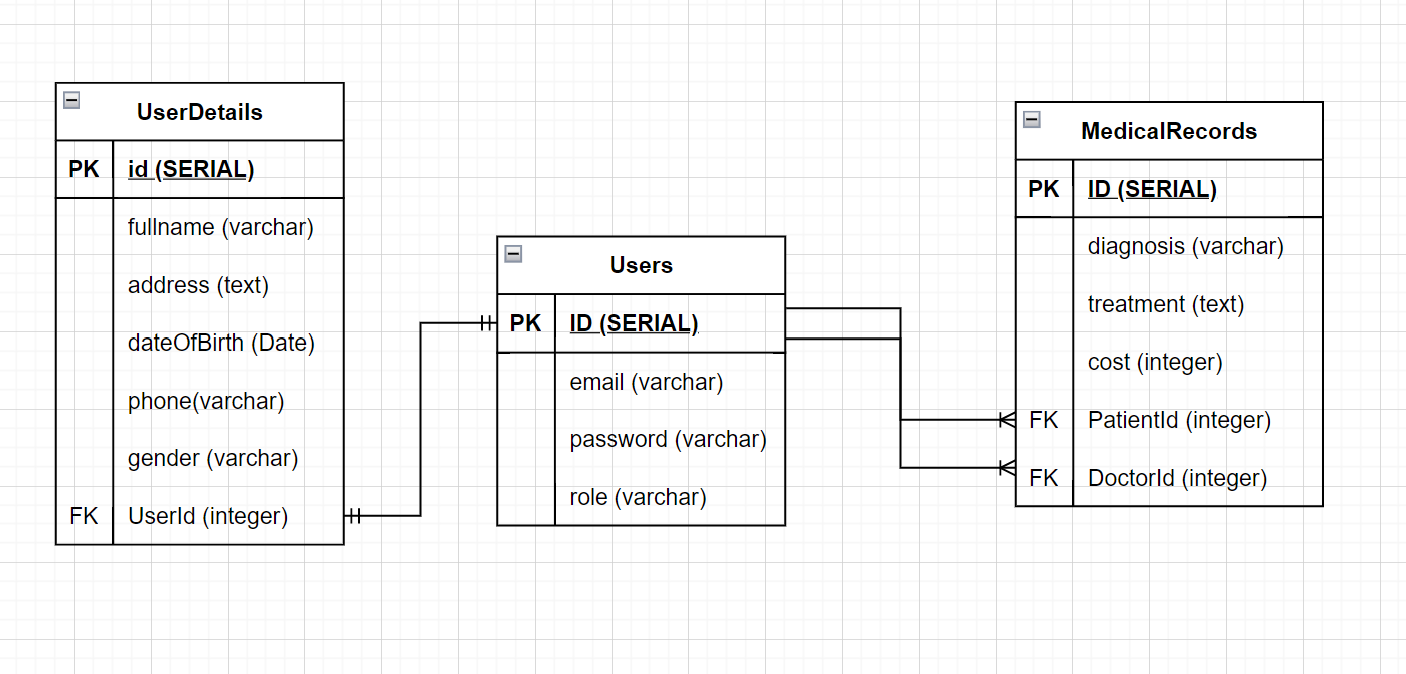 UserDetails
PK id (SERIAL)
fullname (varchar)
address (text)
dateOfBirth (Date)
phone(varchar)
gender (varchar)
FK UserId (integer)
Users
PK ID (SERIAL)
email (varchar)
password (varchar)
role (varchar)
MedicalRecords
PK ID (SERIAL)
diagnosis (varchar)
treatment (text)
cost (integer)
FK PatientId (integer)
FK DoctorId (integer)